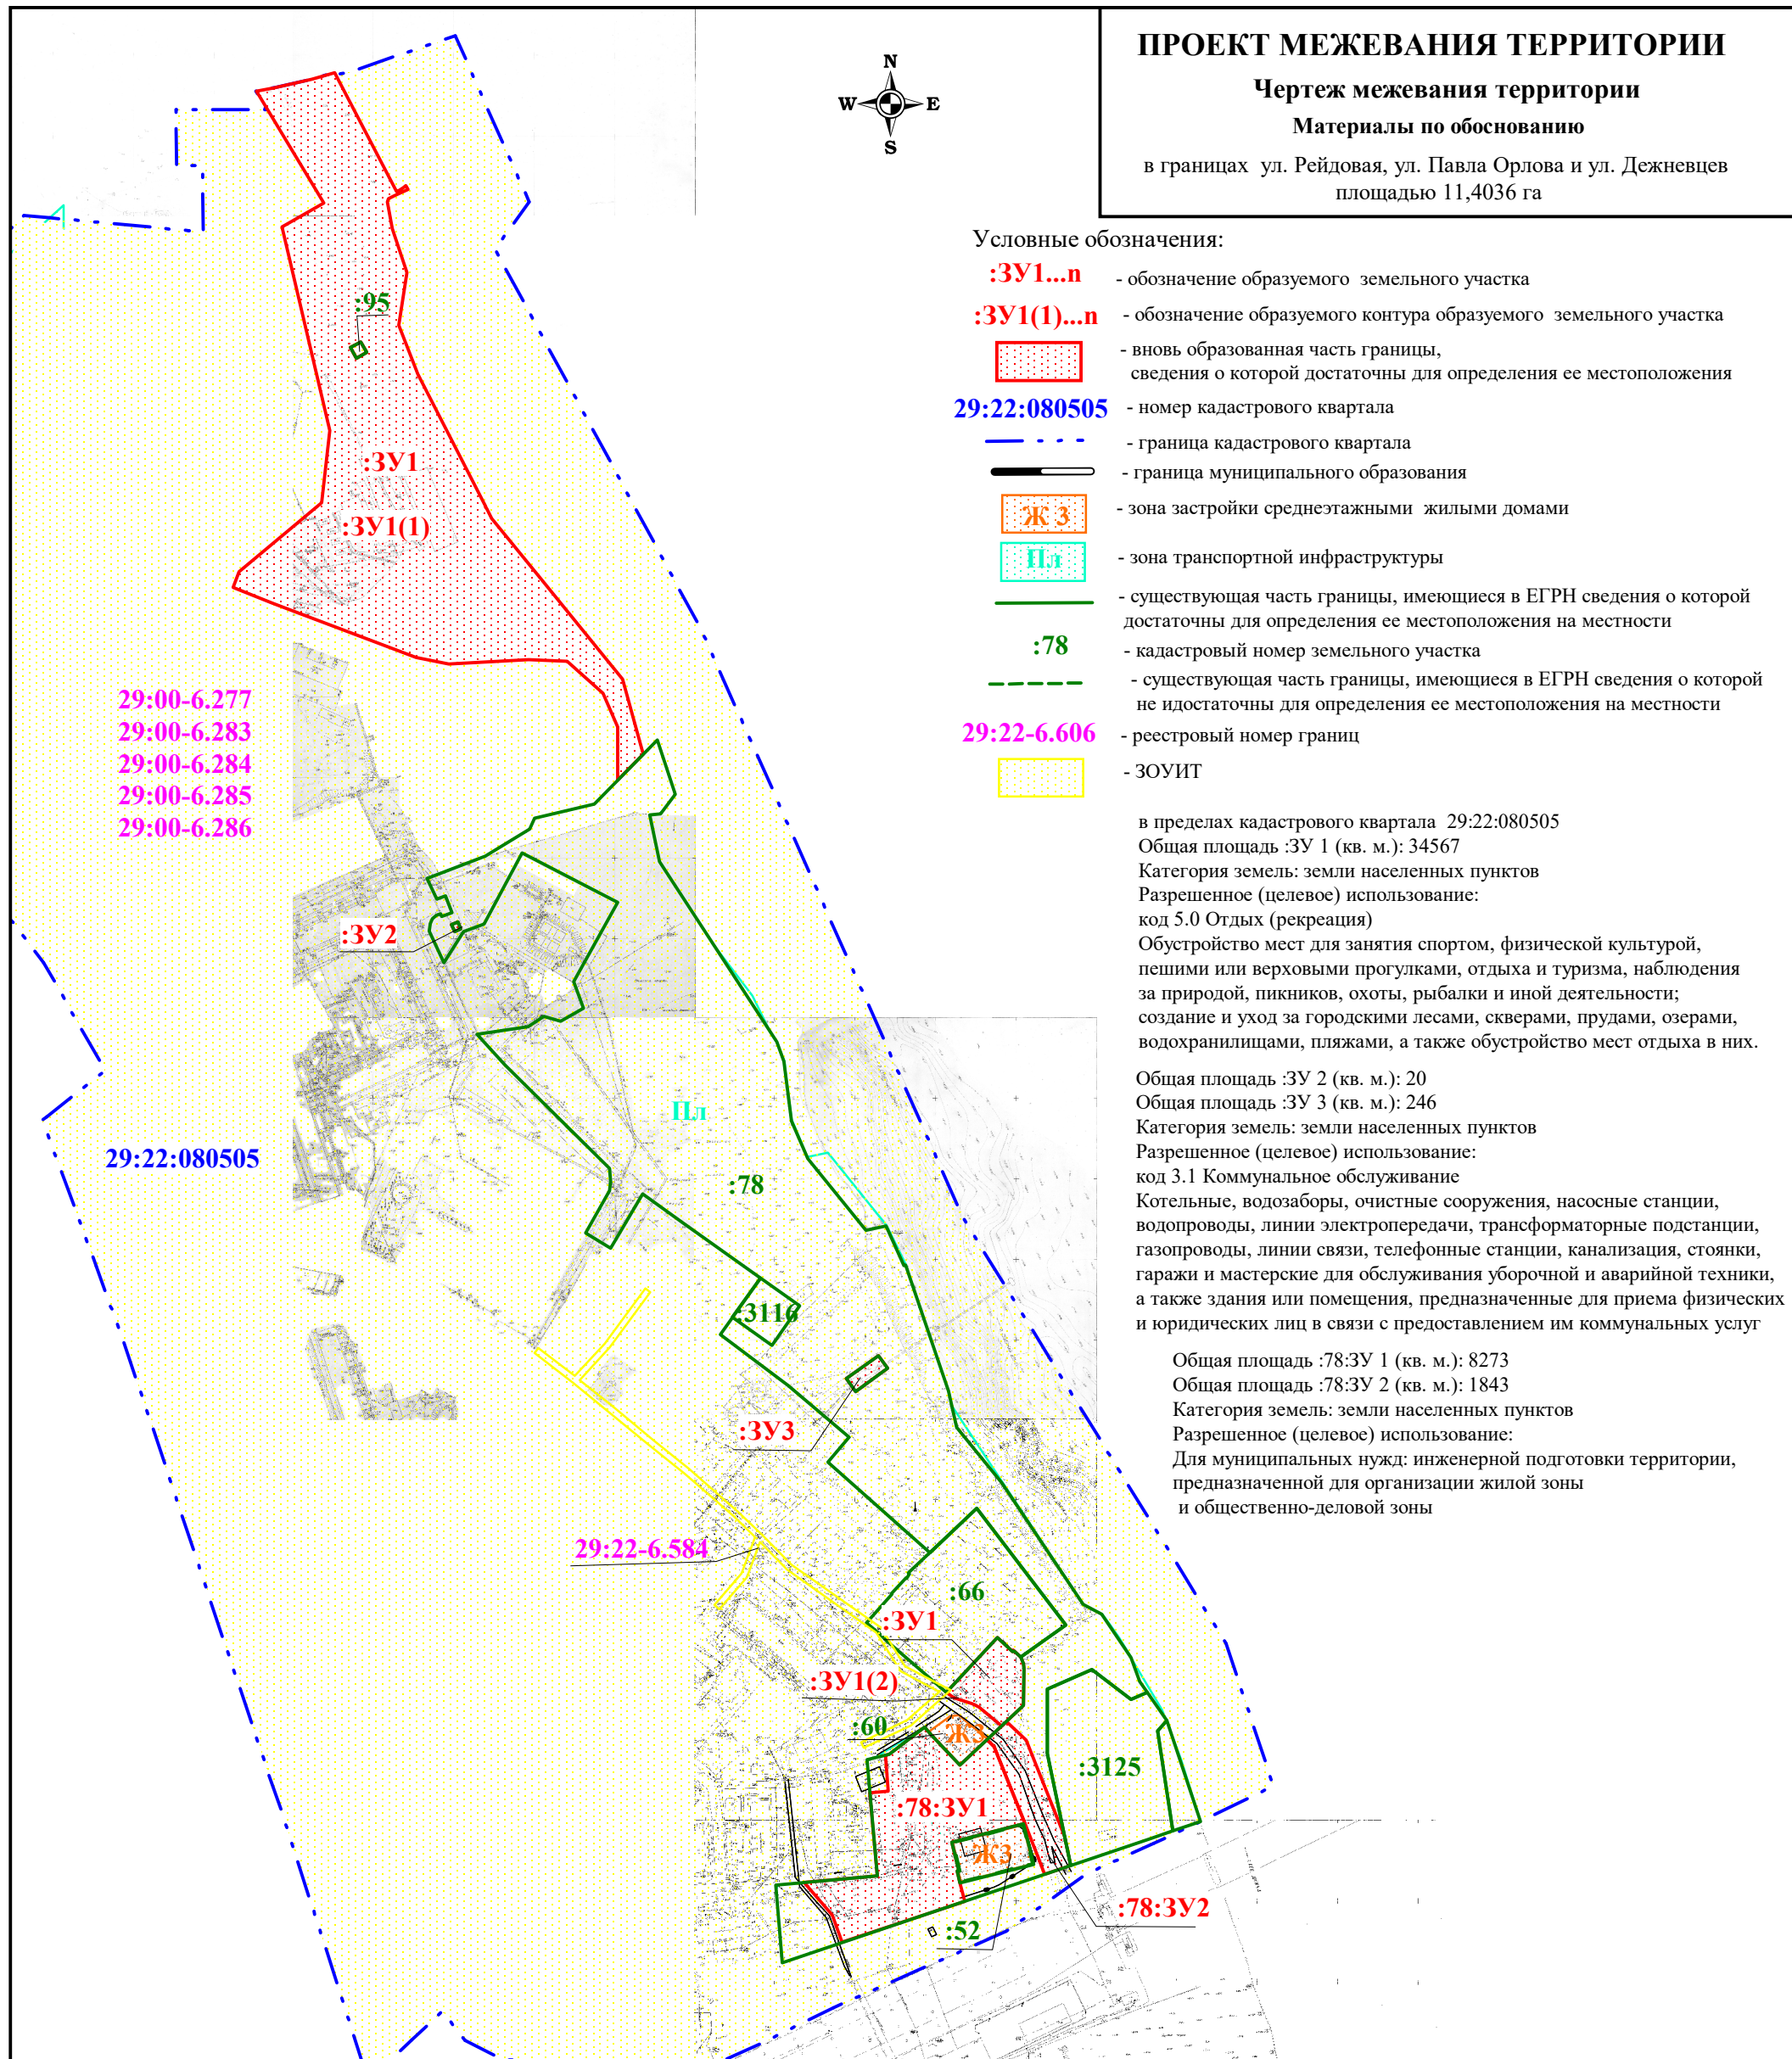 ПРОЕКТ МЕЖЕВАНИЯ ТЕРРИТОРИИ
Чертеж межевания территории
Материалы по обоснованию
в границах ул. Рейдовая, ул. Павла Орлова и ул. Дежневцев
площадью 11,4036 га
N
W E
S
Условные обозначения:
:ЗУ1...n - обозначение образуемого земельного участка
:ЗУ1(1)...n - обозначение образуемого контура образуемого земельного участка
- вновь образованная часть границы,
сведения о которой достаточны для определения ее местоположения
29:22:080505 - номер кадастрового квартала
- граница кадастрового квартала
- граница муниципального образования
Ж 3 - зона застройки среднеэтажными жилыми домами
Пл - зона транспортной инфраструктуры
- существующая часть границы, имеющиеся в ЕГРН сведения о которой
достаточны для определения ее местоположения на местности
:78 - кадастровый номер земельного участка
- существующая часть границы, имеющиеся в ЕГРН сведения о которой
не идостаточны для определения ее местоположения на местности
29:22-6.606 - реестровый номер границ
- ЗОУИТ
в пределах кадастрового квартала 29:22:080505
Общая площадь :ЗУ 1 (кв. м.): 34567
Категория земель: земли населенных пунктов
Разрешенное (целевое) использование:
код 5.0 Отдых (рекреация)
Обустройство мест для занятия спортом, физической культурой,
пешими или верховыми прогулками, отдыха и туризма, наблюдения
за природой, пикников, охоты, рыбалки и иной деятельности;
создание и уход за городскими лесами, скверами, прудами, озерами,
водохранилищами, пляжами, а также обустройство мест отдыха в них.
Общая площадь :ЗУ 2 (кв. м.): 20
Общая площадь :ЗУ 3 (кв. м.): 246
Категория земель: земли населенных пунктов
Разрешенное (целевое) использование:
код 3.1 Коммунальное обслуживание
Котельные, водозаборы, очистные сооружения, насосные станции,
водопроводы, линии электропередачи, трансформаторные подстанции,
газопроводы, линии связи, телефонные станции, канализация, стоянки,
гаражи и мастерские для обслуживания уборочной и аварийной техники,
а также здания или помещения, предназначенные для приема физических
и юридических лиц в связи с предоставлением им коммунальных услуг
Общая площадь :78:ЗУ 1 (кв. м.): 8273
Общая площадь :78:ЗУ 2 (кв. м.): 1843
Категория земель: земли населенных пунктов
Разрешенное (целевое) использование:
Для муниципальных нужд: инженерной подготовки территории,
предназначенной для организации жилой зоны
и общественно-деловой зоны
:95
:ЗУ1
:ЗУ1(1)
29:00-6.277
29:00-6.283
29:00-6.284
29:00-6.285
29:00-6.286
:ЗУ2
Пл
29:22:080505
:78
:3116
:ЗУ3
29:22-6.584
:66
:ЗУ1
:ЗУ1(2)
:60
Ж3
:3125
:78:ЗУ1
Ж3
:78:ЗУ2
:52